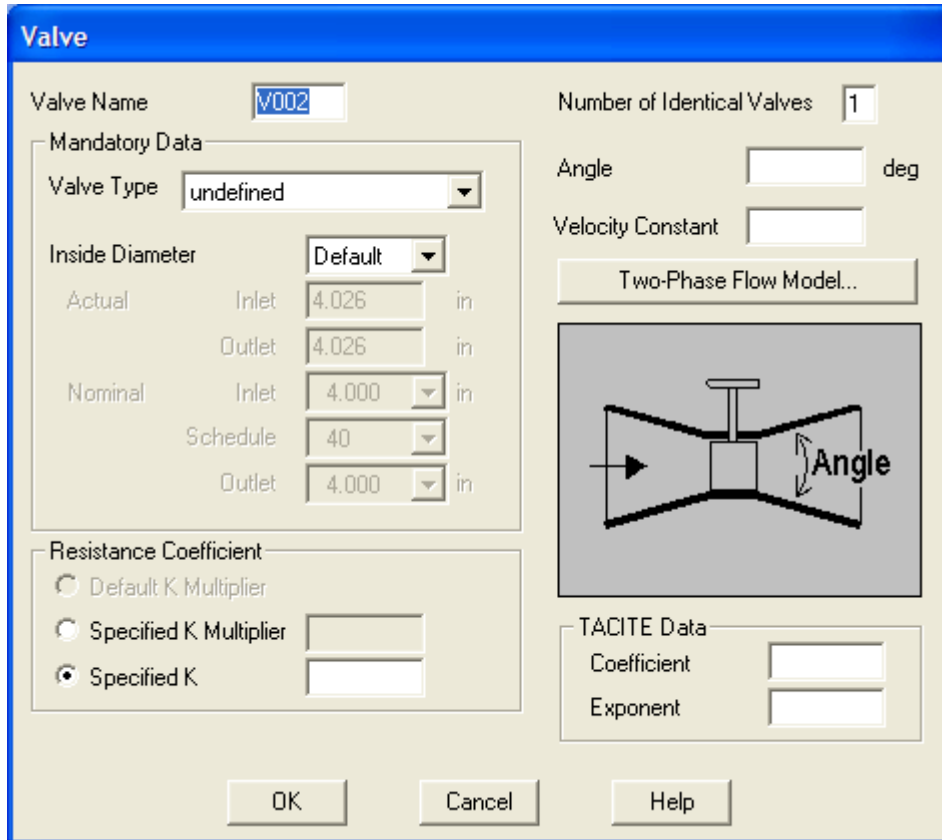 Valve
Valve Name V002
Number of Identical Valves 1
Mandatory Data
Valve Type undefined
Angle deg
Velocity Constant
Inside Diameter Default
Two-Phase Flow Model...
Actual Inlet 4.026 in
Outlet 4.026 in
Nominal Inlet 4.000 in
Schedule 40
Outlet 4.000 in
Angle
Resistance Coefficient
Default K Multiplier
Specified K Multiplier
Specified K
TACITE Data
Coefficient
Exponent
OK Cancel Help